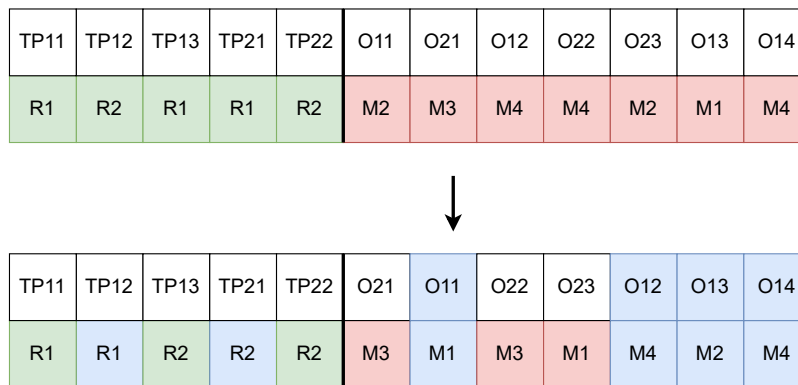 TP11 TP12 TP13 TP21 TP22 O11 O21 O12 O22 O23 O13 O14
R1 R2 R1 R1 R2 M2 M3 M4 M4 M2 M1 M4
TP11 TP12 TP13 TP21 TP22 O21 O11 O22 O23 O12 O13 O14
R1 R1 R2 R2 R2 M3 M1 M3 M1 M4 M2 M4